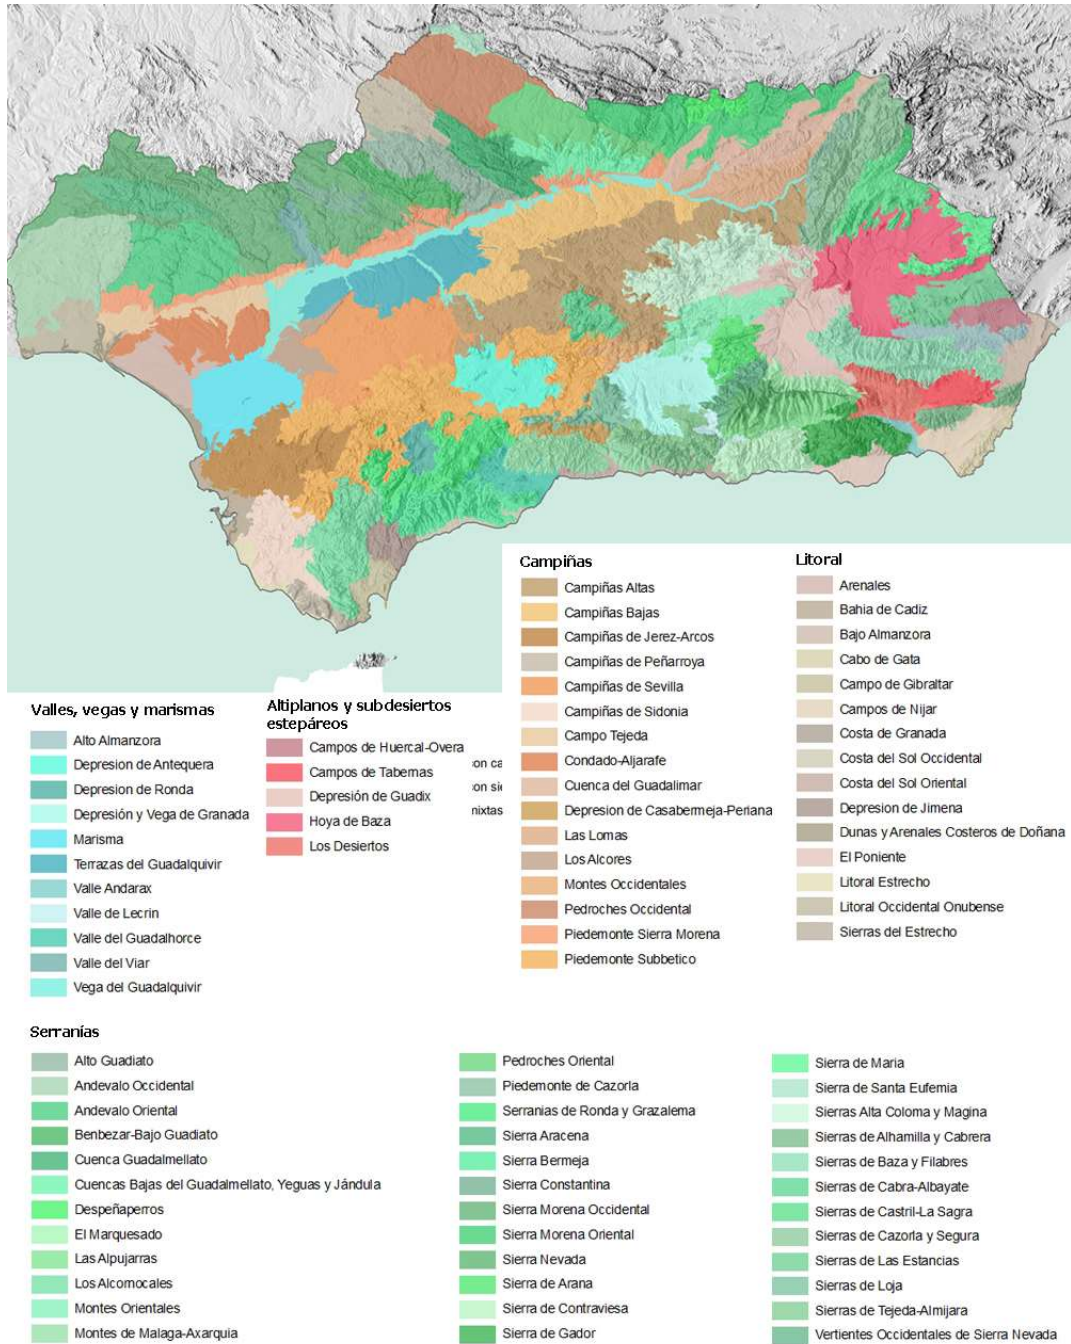 Campiñas
Campiñas Altas
Campiñas Bajas
Campiñas de Jerez-Arcos
Campiñas de Peñarroya
Campiñas de Sevilla
Campiñas de Sidonia
Campo Tejeda
Condado-Aljarafe
Cuenca del Guadalimar
Depresion de Casabermeja-Periana
Las Lomas
Los Alcores
Montes Occidentales
Pedroches Occidental
Piedemonte Sierra Morena
Piedemonte Subbetico
Litoral
Arenales
Bahia de Cadiz
Bajo Almanzora
Cabo de Gata
Campo de Gibraltar
Campos de Nijar
Costa de Granada
Costa del Sol Occidental
Costa del Sol Oriental
Depresion de Jimena
Dunas y Arenales Costeros de Doñana
El Poniente
Litoral Estrecho
Litoral Occidental Onubense
Sierras del Estrecho
Valles, vegas y marismas
Alto Almanzora
Depresion de Antequera
Depresion de Ronda
Depresión y Vega de Granada
Marisma
Terrazas del Guadalquivir
Valle Andarax
Valle de Lecrin
Valle del Guadalhorce
Valle del Viar
Vega del Guadalquivir
Altiplanos y subdesiertos
estepáreos
Campos de Huercal-Overa
Campos de Tabernas
Depresión de Guadix
Hoya de Baza
Los Desiertos
on ca
on sie
nixtas
Serranías
Alto Guadiato
Andevalo Occidental
Andevalo Oriental
Benbezar-Bajo Guadiato
Cuenca Guadalmellato
Cuencas Bajas del Guadalmellato, Yeguas y Jándula
Despeñaperros
El Marquesado
Las Alpujarras
Los Alcornocales
Montes Orientales
Montes de Malaga-Axarquia
Pedroches Oriental
Piedemonte de Cazorla
Serranias de Ronda y Grazalema
Sierra Aracena
Sierra Bermeja
Sierra Constantina
Sierra Morena Occidental
Sierra Morena Oriental
Sierra Nevada
Sierra de Arana
Sierra de Contraviesa
Sierra de Gador
Sierra de Maria
Sierra de Santa Eufemia
Sierras Alta Coloma y Magina
Sierras de Alhamilla y Cabrera
Sierras de Baza y Filabres
Sierras de Cabra-Albayate
Sierras de Castril-La Sagra
Sierras de Cazorla y Segura
Sierras de Las Estancias
Sierras de Loja
Sierras de Tejeda-Almijara
Vertientes Occidentales de Sierra Nevada